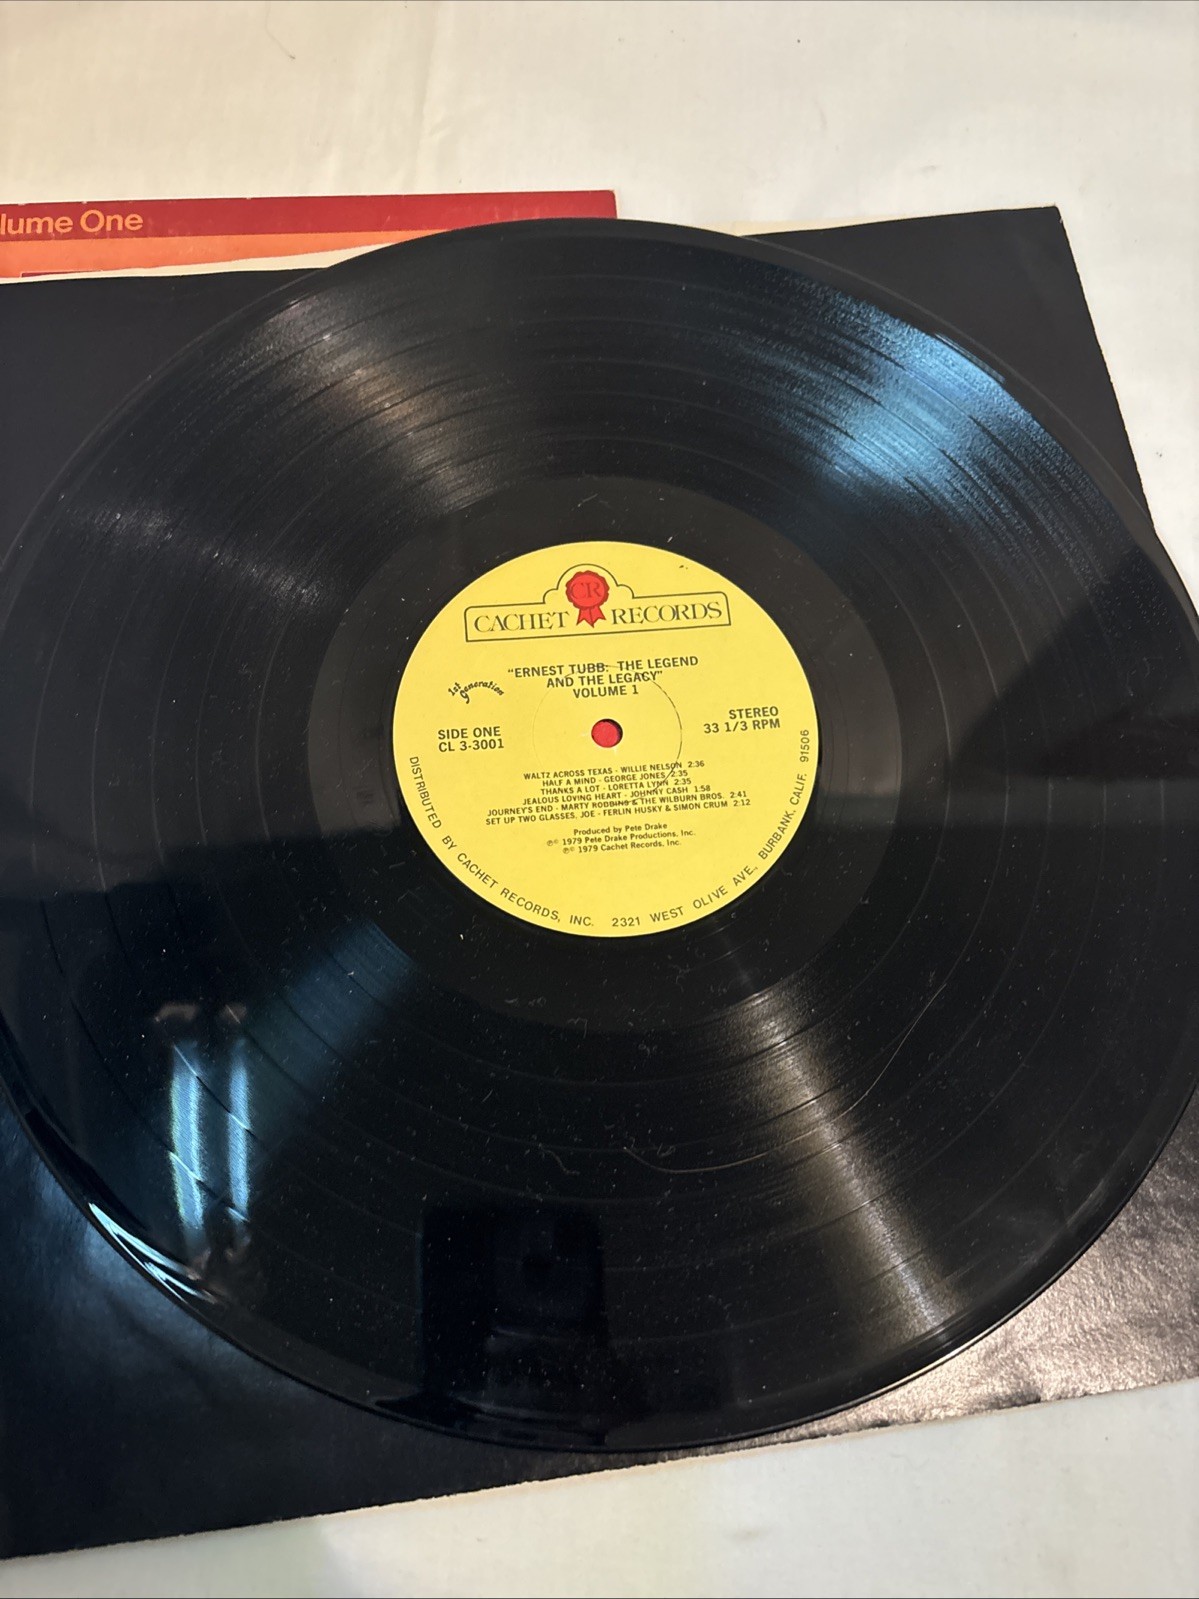 lume One
CR
CACHET RECORDS
"ERNEST TUBB: THE LEGEND
AND THE LEGACY"
VOLUME 1
1st Generation
SIDE ONE
CL 3-3001
STEREO
33 1/3 RPM
WALTZ ACROSS TEXAS - WILLIE NELSON 2:36
HALF A MIND - GEORGE JONES 2:35
THANKS A LOT - LORETTA LYNN 2:35
JEALOUS LOVING HEART - JOHNNY CASH 1:58
JOURNEY'S END - MARTY ROBBINS & THE WILBURN BROS. 2:41
SET UP TWO GLASSES, JOE - FERLIN HUSKY & SIMON CRUM 2:12
Produced by Pete Drake
℗© 1979 Pete Drake Productions, Inc.
℗© 1979 Cachet Records, Inc.
DISTRIBUTED BY CACHET RECORDS, INC. 2321 WEST OLIVE AVE., BURBANK, CALIF. 91506